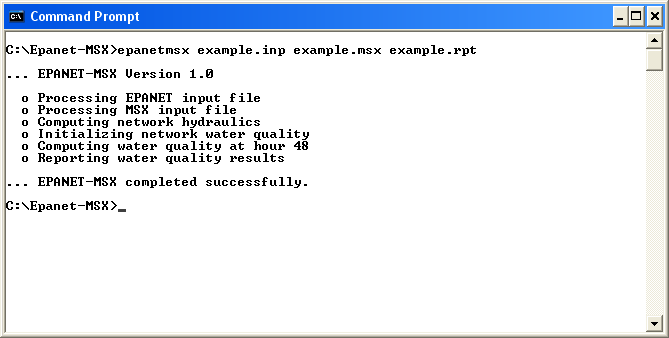 Command Prompt
C:\Epanet-MSX>epanetmsx example.inp example.msx example.rpt
... EPANET-MSX Version 1.0
o Processing EPANET input file
o Processing MSX input file
o Computing network hydraulics
o Initializing network water quality
o Computing water quality at hour 48
o Reporting water quality results
... EPANET-MSX completed successfully.
C:\Epanet-MSX>_